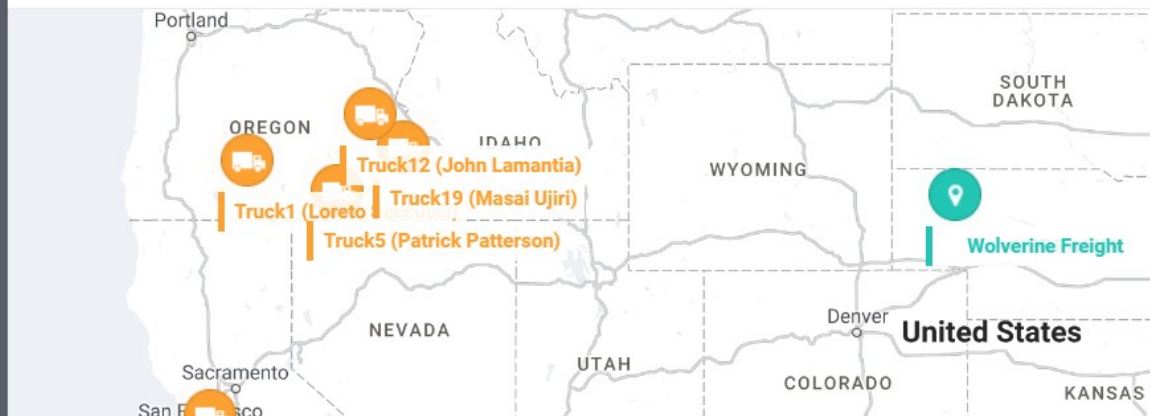 Portland
SOUTH
DAKOTA
OREGON
IDAHO
Truck12 (John Lamantia)
WYOMING
Truck19 (Masai Ujiri)
Truck1 (Loreto
Truck5 (Patrick Patterson)
Wolverine Freight
Denver
NEVADA
United States
UTAH
Sacramento
COLORADO
KANSAS
San